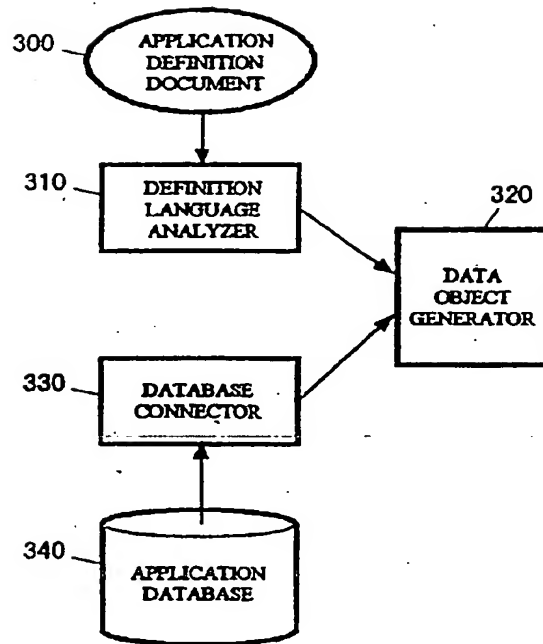 300
APPLICATION
DEFINITION
DOCUMENT
310
DEFINITION
LANGUAGE
ANALYZER
320
DATA
OBJECT
GENERATOR
330
DATABASE
CONNECTOR
340
APPLICATION
DATABASE